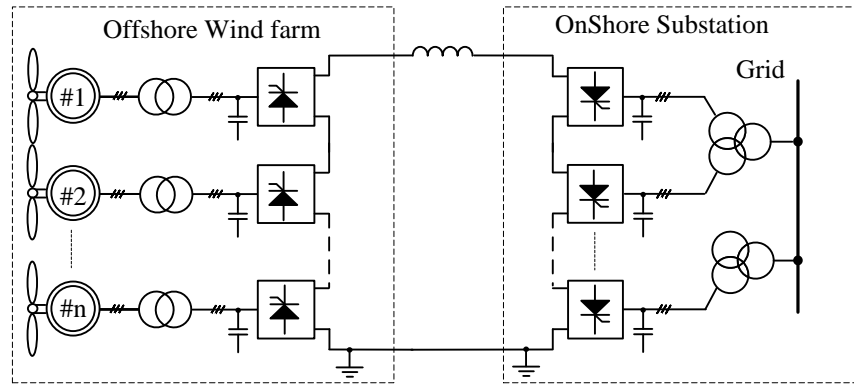 Offshore Wind farm
OnShore Substation
Grid
#1
#2
#n